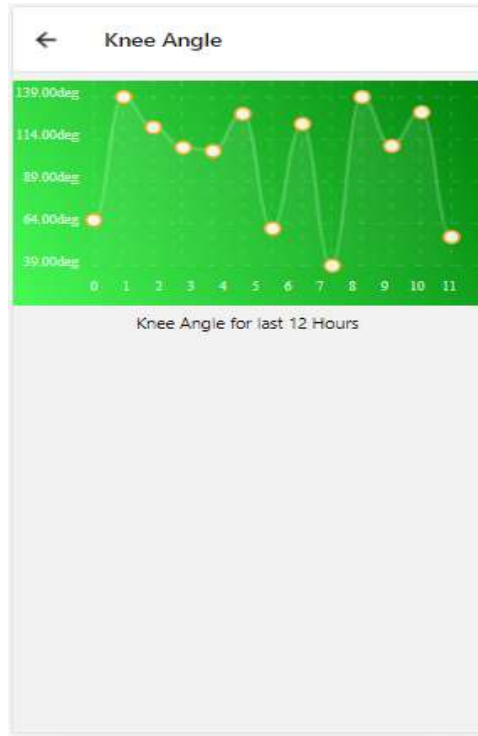 Knee Angle
139.00deg
114.00deg
89.00deg
64.00deg
39.00deg
0 1 2 3 4 5 6 7 8 9 10 11
Knee Angle for last 12 Hours